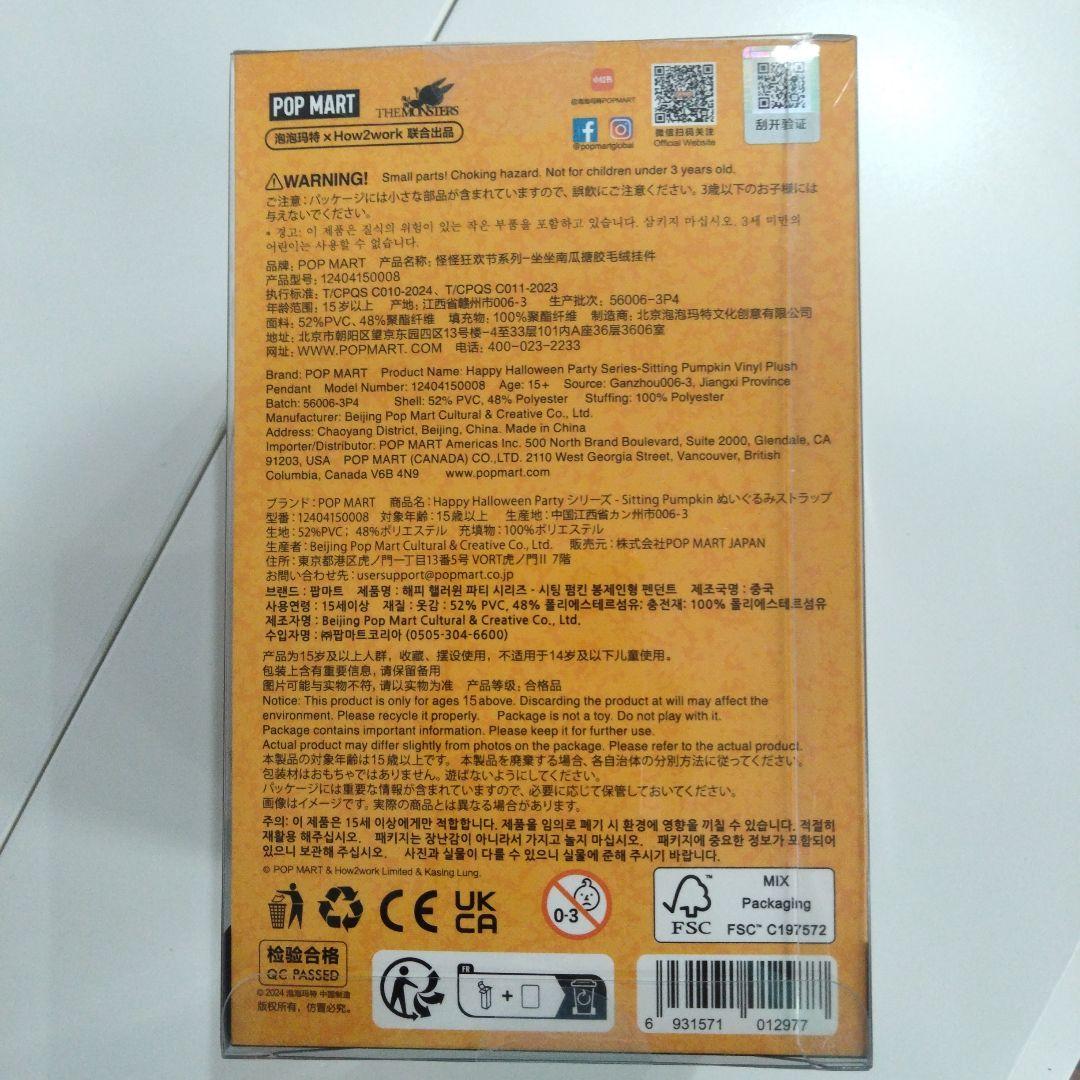 POP MART
THE MONSTERS
泡泡玛特 × How2work 联合出品
小红书
@泡泡玛特POPMART
@popmartglobal
微信扫码关注
Official Website
刮开验证
WARNING! Small parts! Choking hazard. Not for children under 3 years old.
ご注意：パッケージには小さな部品が含まれていますので、誤飲にご注意ください。3歳以下のお子様には
与えないでください。
* 경고: 이 제품은 질식의 위험이 있는 작은 부품을 포함하고 있습니다. 삼키지 마십시오. 3세 미만의
어린이는 사용할 수 없습니다.
品牌: POP MART 产品名称: 怪怪狂欢节系列-坐坐南瓜搪胶毛绒挂件
产品型号: 12404150008
执行标准: T/CPQS C010-2024、T/CPQS C011-2023
年龄范围: 15岁以上 产地: 江西省赣州市006-3 生产批次: 56006-3P4
面料: 52%PVC、48%聚酯纤维 填充物: 100%聚酯纤维 制造商: 北京泡泡玛特文化创意有限公司
地址: 北京市朝阳区望京东园四区13号楼-4至33层101内A座36层3606室
网址: WWW.POPMART. COM 电话: 400-023-2233
Brand: POP MART Product Name: Happy Halloween Party Series-Sitting Pumpkin Vinyl Plush
Pendant Model Number: 12404150008 Age: 15+ Source: Ganzhou006-3, Jiangxi Province
Batch: 56006-3P4 Shell: 52% PVC, 48% Polyester Stuffing: 100% Polyester
Manufacturer: Beijing Pop Mart Cultural & Creative Co., Ltd.
Address: Chaoyang District, Beijing, China. Made in China
Importer/Distributor: POP MART Americas Inc. 500 North Brand Boulevard, Suite 2000, Glendale, CA
91203, USA POP MART (CANADA) CO.,LTD. 2110 West Georgia Street, Vancouver, British
Columbia, Canada V6B 4N9 www.popmart.com
ブランド：POP MART 商品名：Happy Halloween Party シリーズ - Sitting Pumpkin ぬいぐるみストラップ
型番：12404150008 対象年齢：15歳以上 生産地：中国江西省カン州市006-3
生地：52%PVC；48%ポリエステル 充填物：100%ポリエステル
生産者：Beijing Pop Mart Cultural & Creative Co., Ltd. 販売元：株式会社POP MART JAPAN
住所：東京都港区虎ノ門一丁目13番5号 VORT虎ノ門II 7階
お問い合わせ先：usersupport@popmart.co.jp
브랜드 : 팝마트 제품명 : 해피 핼러윈 파티 시리즈 - 시팅 펌킨 봉제인형 펜던트 제조국명 : 중국
사용연령 : 15세이상 재질 : 옷감 : 52% PVC, 48% 폴리에스테르섬유; 충전재: 100% 폴리에스테르섬유
제조자명 : Beijing Pop Mart Cultural & Creative Co., Ltd.
수입자명 : ㈜팝마트코리아 (0505-304-6600)
产品为15岁及以上人群，收藏、摆设使用，不适用于14岁及以下儿童使用。
包装上含有重要信息, 请保留备用
图片可能与实物不符, 请以实物为准 产品等级: 合格品
Notice: This product is only for ages 15 above. Discarding the product at will may affect the
environment. Please recycle it properly. Package is not a toy. Do not play with it.
Package contains important information. Please keep it for further use.
Actual product may differ slightly from photos on the package. Please refer to the actual product.
本製品の対象年齢は15歳以上です。 本製品を廃棄する場合、各自治体の分別方法に従ってください。
包装材はおもちゃではありません。遊ばないようにしてください。
パッケージには重要な情報が含まれていますので、必要に応じて保管しておいてください。
画像はイメージです。実際の商品とは異なる場合があります。
주의: 이 제품은 15세 이상에게만 적합합니다. 제품을 임의로 폐기 시 환경에 영향을 끼칠 수 있습니다. 적절히
재활용 해주십시오. 패키지는 장난감이 아니라서 가지고 놀지 마십시오. 패키지에 중요한 정보가 포함되어
있으니 보관해 주십시오. 사진과 실물이 다를 수 있으니 실물에 준해 주시기 바랍니다.
© POP MART & How2work Limited & Kasing Lung.
CE
UK
CA
0-3
FSC™
MIX
Packaging
FSC™ C197572
检验合格
QC PASSED
© 2024 泡泡玛特 中国制造
版权所有，仿冒必究。
FR
+
6 931571 012977